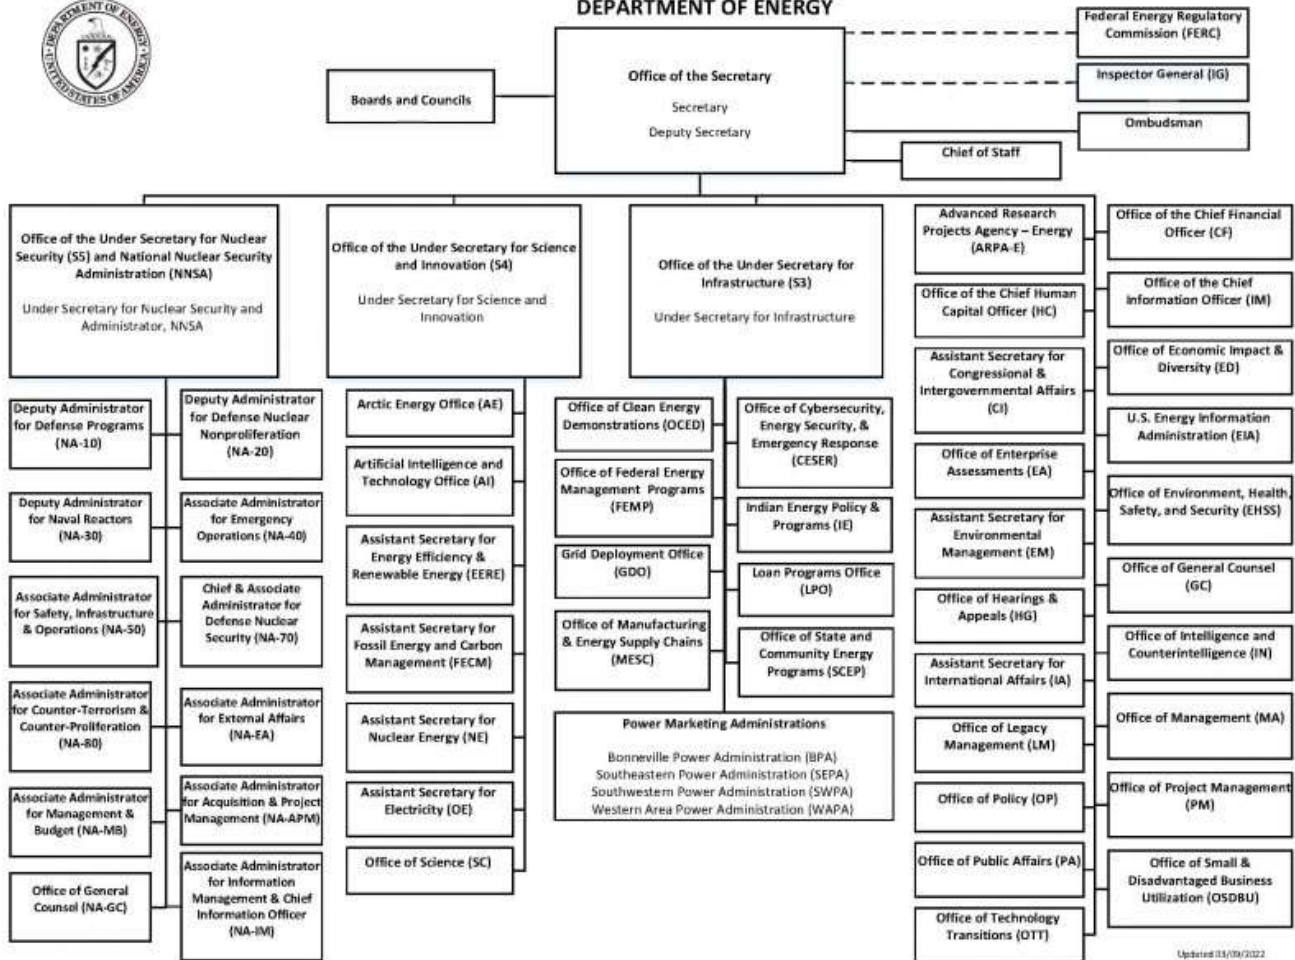 DEPARTMENT OF ENERGY
DEPARTMENT OF ENERGY
UNITED STATES OF AMERICA
Federal Energy Regulatory
Commission (FERC)
Inspector General (IG)
Ombudsman
Chief of Staff
Boards and Councils
Office of the Secretary
Secretary
Deputy Secretary
Office of the Under Secretary for Nuclear
Security (S5) and National Nuclear Security
Administration (NNSA)
Under Secretary for Nuclear Security and
Administrator, NNSA
Deputy Administrator
for Defense Programs
(NA-10)
Deputy Administrator
for Defense Nuclear
Nonproliferation
(NA-20)
Deputy Administrator
for Naval Reactors
(NA-30)
Associate Administrator
for Emergency
Operations (NA-40)
Associate Administrator
for Safety, Infrastructure
& Operations (NA-50)
Chief & Associate
Administrator for
Defense Nuclear
Security (NA-70)
Associate Administrator
for Counter-Terrorism &
Counter-Proliferation
(NA-80)
Associate Administrator
for External Affairs
(NA-EA)
Associate Administrator
for Management &
Budget (NA-MB)
Associate Administrator
for Acquisition & Project
Management (NA-APM)
Office of General
Counsel (NA-GC)
Associate Administrator
for Information
Management & Chief
Information Officer
(NA-IM)
Office of the Under Secretary for Science
and Innovation (S4)
Under Secretary for Science and
Innovation
Arctic Energy Office (AE)
Artificial Intelligence and
Technology Office (AI)
Assistant Secretary for
Energy Efficiency &
Renewable Energy (EERE)
Assistant Secretary for
Fossil Energy and Carbon
Management (FECM)
Assistant Secretary for
Nuclear Energy (NE)
Assistant Secretary for
Electricity (OE)
Office of Science (SC)
Office of the Under Secretary for
Infrastructure (S3)
Under Secretary for Infrastructure
Office of Clean Energy
Demonstrations (OCED)
Office of Cybersecurity,
Energy Security, &
Emergency Response
(CESER)
Office of Federal Energy
Management Programs
(FEMP)
Indian Energy Policy &
Programs (IE)
Grid Deployment Office
(GDO)
Loan Programs Office
(LPO)
Office of Manufacturing
& Energy Supply Chains
(MESC)
Office of State and
Community Energy
Programs (SCEP)
Power Marketing Administrations
Bonneville Power Administration (BPA)
Southeastern Power Administration (SEPA)
Southwestern Power Administration (SWPA)
Western Area Power Administration (WAPA)
Advanced Research
Projects Agency – Energy
(ARPA-E)
Office of the Chief Financial
Officer (CF)
Office of the Chief Human
Capital Officer (HC)
Office of the Chief
Information Officer (IM)
Assistant Secretary for
Congressional &
Intergovernmental Affairs
(CI)
Office of Economic Impact &
Diversity (ED)
U.S. Energy Information
Administration (EIA)
Office of Enterprise
Assessments (EA)
Office of Environment, Health,
Safety, and Security (EHSS)
Assistant Secretary for
Environmental
Management (EM)
Office of General Counsel
(GC)
Office of Hearings &
Appeals (HG)
Office of Intelligence and
Counterintelligence (IN)
Assistant Secretary for
International Affairs (IA)
Office of Management (MA)
Office of Legacy
Management (LM)
Office of Project Management
(PM)
Office of Policy (OP)
Office of Public Affairs (PA)
Office of Small &
Disadvantaged Business
Utilization (OSDBU)
Office of Technology
Transitions (OTT)
Updated 03/09/2022